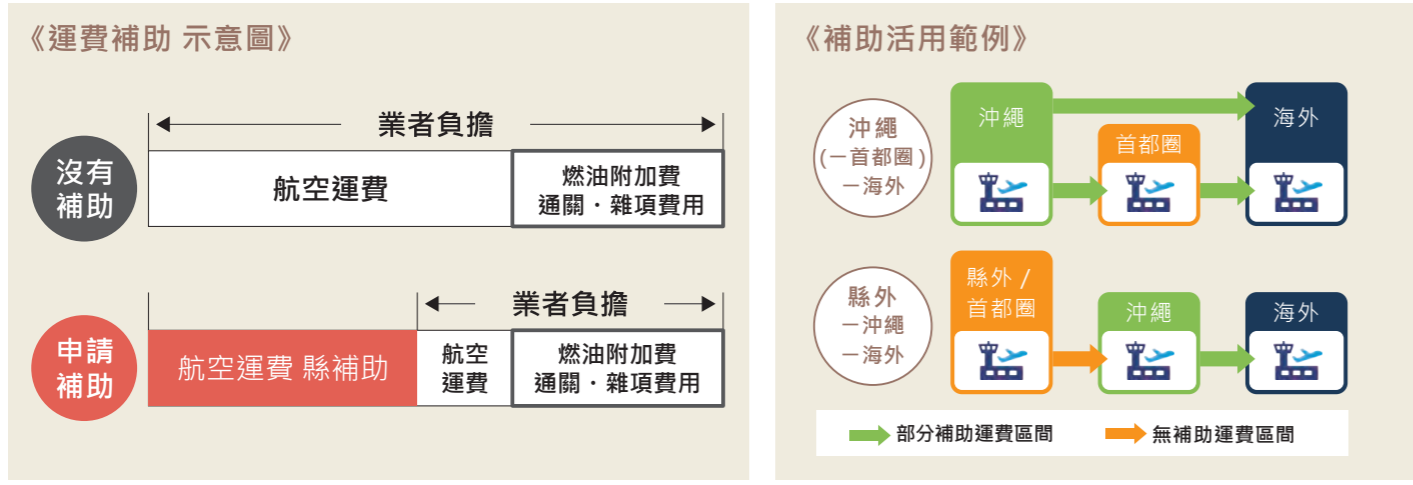 《運費補助 示意圖》
業者負擔
沒有
補助
航空運費
燃油附加費
通關・雜項費用
業者負擔
申請
補助
航空運費 縣補助
航空
運費
燃油附加費
通關・雜項費用
《補助活用範例》
沖繩
(－首都圈)
－海外
沖繩
首都圈
海外
縣外
－沖繩
－海外
縣外 /
首都圈
沖繩
海外
部分補助運費區間
無補助運費區間